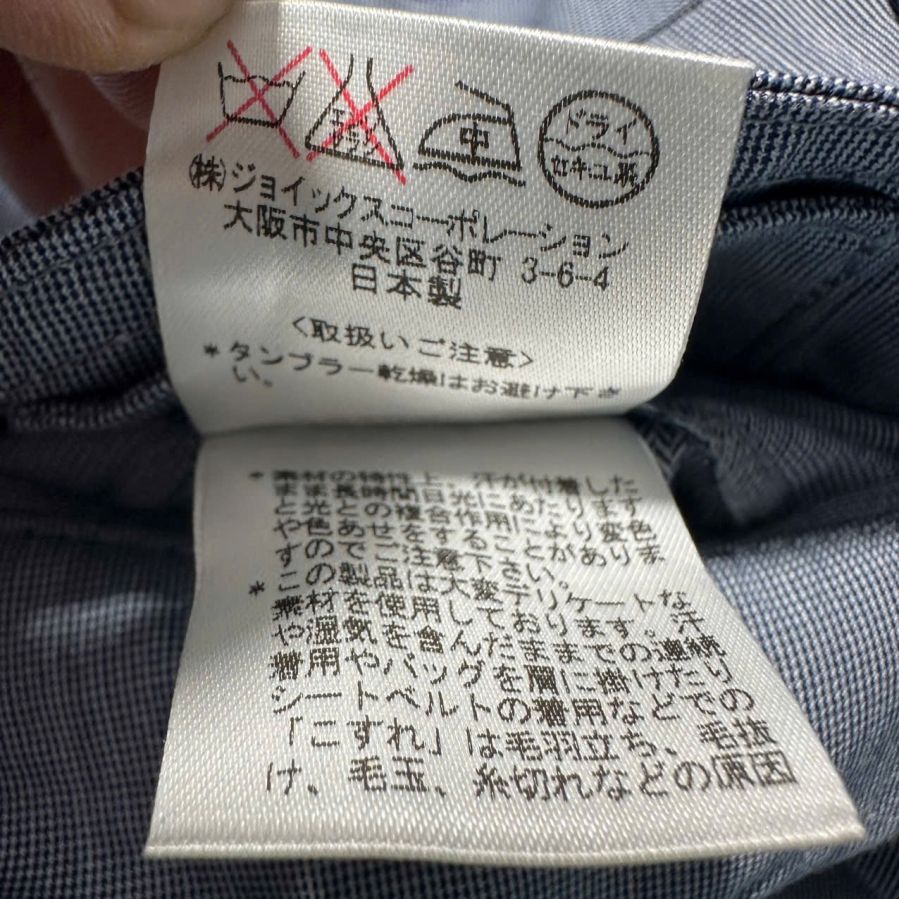 エンソ
サラシ
中
ドライ
セキユ系
㈱ジョイックスコーポレーション
大阪市中央区谷町 3-6-4
日本製
<取扱いご注意>
*タンブラー乾燥はお避け下さ
い。
*素材の特性上、汗が付着した
まま長時間日光にあたります
と光との複合作用により変色
や色あせをすることがありま
すのでご注意下さい。
*この製品は大変デリケートな
素材を使用しております。汗
や湿気を含んだままでの連続
着用やバッグを肩に掛けたり
シートベルトの着用などでの
「こすれ」は毛羽立ち、毛抜
け、毛玉、糸切れなどの原因